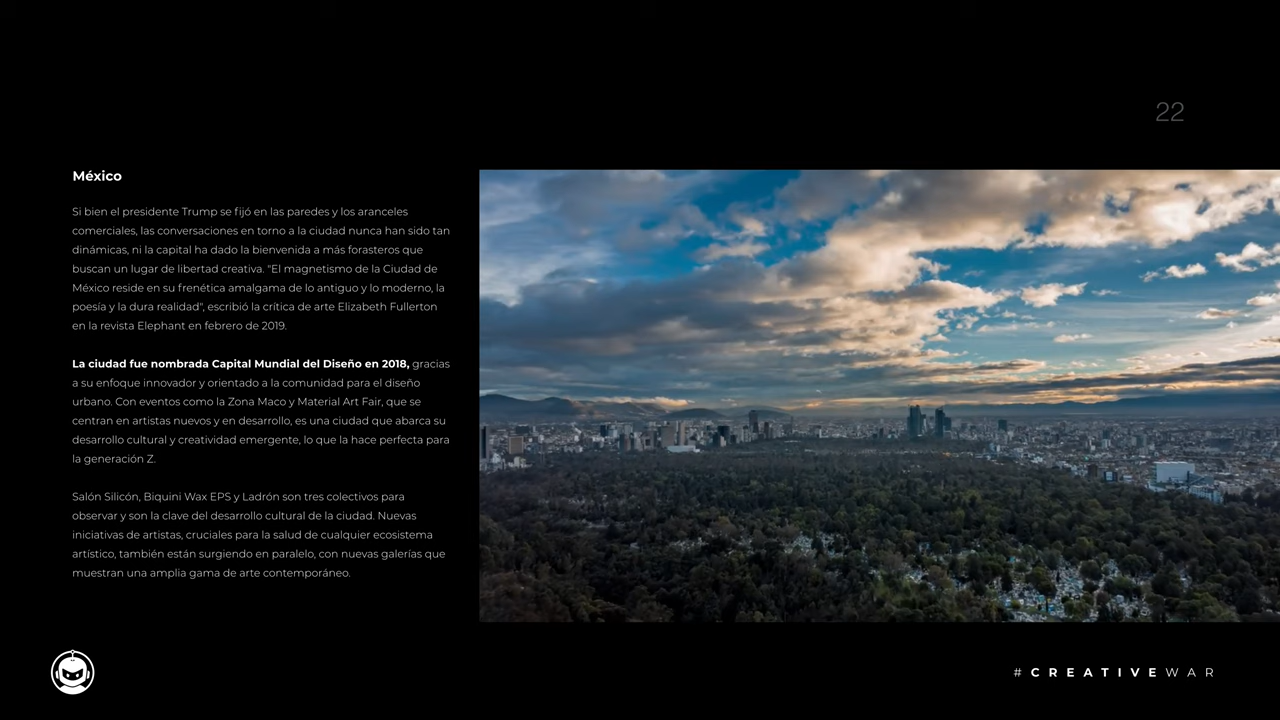 22
México
Si bien el presidente Trump se fijó en las paredes y los aranceles
comerciales, las conversaciones en torno a la ciudad nunca han sido tan
dinámicas, ni la capital ha dado la bienvenida a más forasteros que
buscan un lugar de libertad creativa. "El magnetismo de la Ciudad de
México reside en su frenética amalgama de lo antiguo y lo moderno, la
poesía y la dura realidad", escribió la crítica de arte Elizabeth Fullerton
en la revista Elephant en febrero de 2019.
La ciudad fue nombrada Capital Mundial del Diseño en 2018, gracias
a su enfoque innovador y orientado a la comunidad para el diseño
urbano. Con eventos como la Zona Maco y Material Art Fair, que se
centran en artistas nuevos y en desarrollo, es una ciudad que abarca su
desarrollo cultural y creatividad emergente, lo que la hace perfecta para
la generación Z.
Salón Silicón, Biquini Wax EPS y Ladrón son tres colectivos para
observar y son la clave del desarrollo cultural de la ciudad. Nuevas
iniciativas de artistas, cruciales para la salud de cualquier ecosistema
artístico, también están surgiendo en paralelo, con nuevas galerías que
muestran una amplia gama de arte contemporáneo.
#CREATIVEWAR